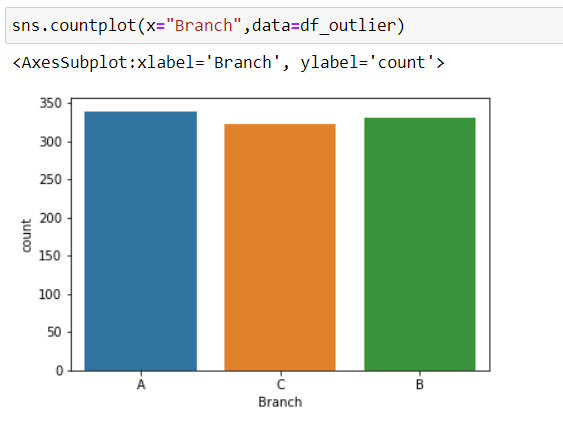 sns.countplot(x="Branch",data=df_outlier)
<AxesSubplot:xlabel='Branch', ylabel='count'>
350
300
250
200
150
100
50
0
count
A C B
Branch